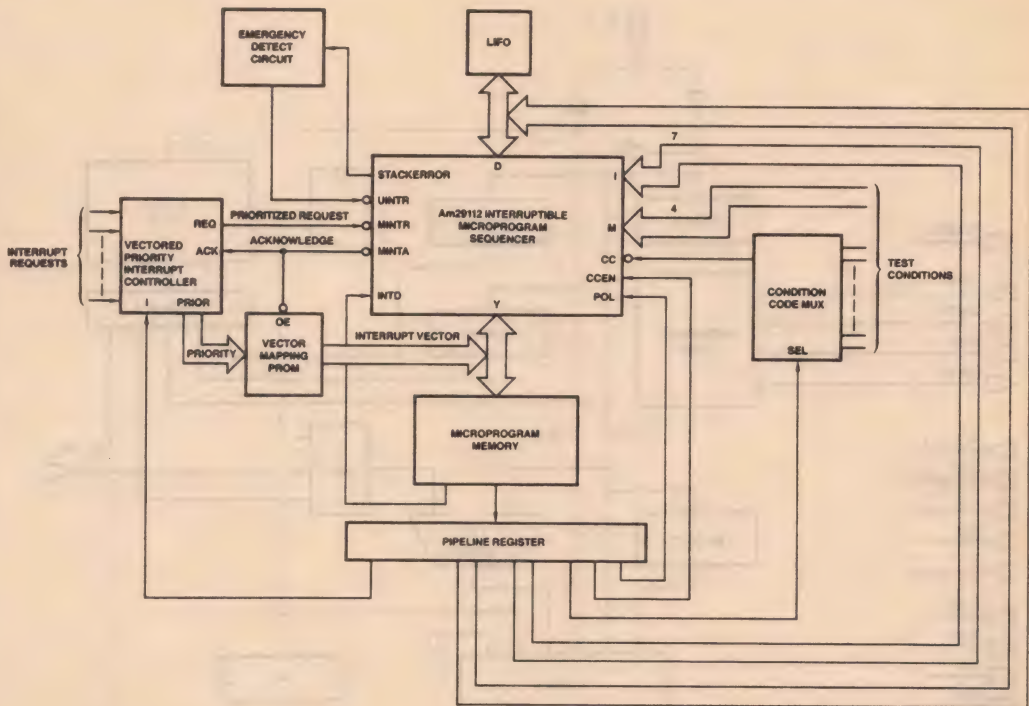 EMERGENCY
DETECT
CIRCUIT
LIFO
7
D
STACKERROR
I
UINTR
Am29112 INTERRUPTIBLE
MICROPROGRAM
SEQUENCER
4
REQ
PRIORITIZED REQUEST
MINTR
M
INTERRUPT
REQUESTS
VECTORED
PRIORITY
INTERRUPT
CONTROLLER
ACK
ACKNOWLEDGE
MINTA
CC
TEST
CONDITIONS
CCEN
CONDITION
CODE MUX
I
PRIOR
INTD
Y
POL
OE
INTERRUPT VECTOR
PRIORITY
VECTOR
MAPPING
PROM
SEL
MICROPROGRAM
MEMORY
PIPELINE REGISTER